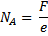 N_A = F/e